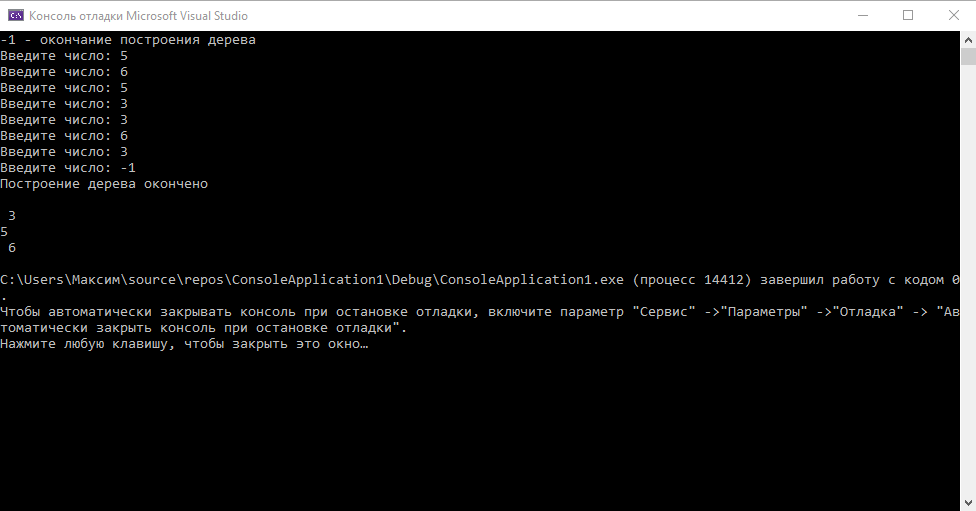 Консоль отладки Microsoft Visual Studio
-1 - окончание построения дерева
Введите число: 5
Введите число: 6
Введите число: 5
Введите число: 3
Введите число: 3
Введите число: 6
Введите число: 3
Введите число: -1
Построение дерева окончено
3
5
6
C:\Users\Максим\source\repos\ConsoleApplication1\Debug\ConsoleApplication1.exe (процесс 14412) завершил работу с кодом 0
.
Чтобы автоматически закрывать консоль при остановке отладки, включите параметр "Сервис" ->"Параметры" ->"Отладка" -> "Ав
томатически закрыть консоль при остановке отладки".
Нажмите любую клавишу, чтобы закрыть это окно…